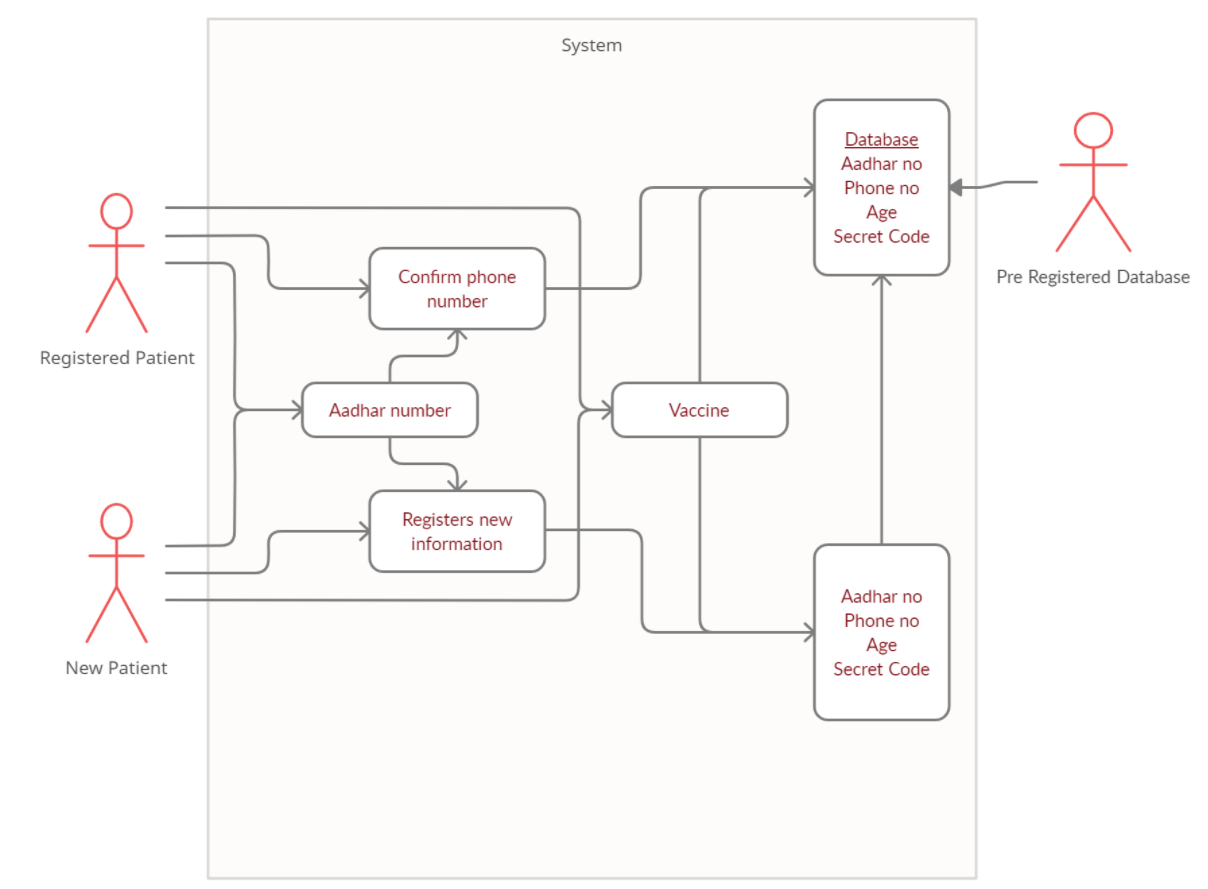 System
Database
Aadhar no
Phone no
Age
Secret Code
Pre Registered Database
Registered Patient
Confirm phone
number
Aadhar number
Vaccine
Registers new
information
New Patient
Aadhar no
Phone no
Age
Secret Code